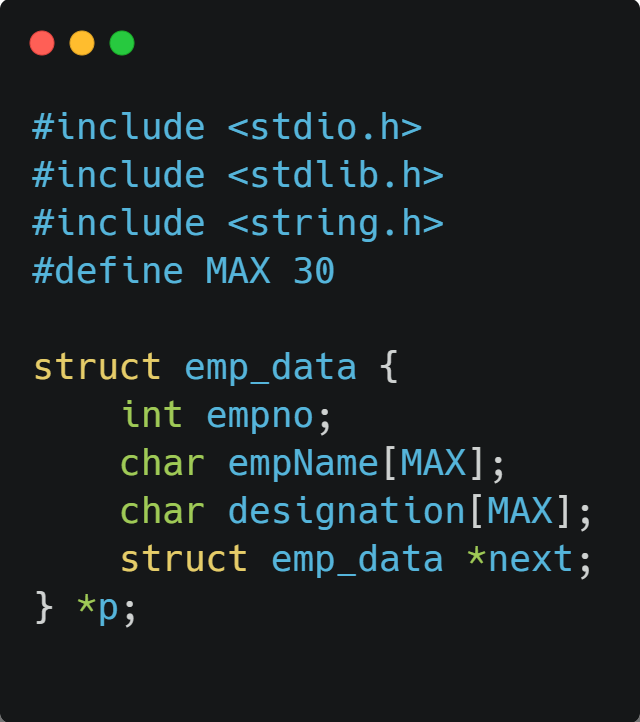 #include <stdio.h>
#include <stdlib.h>
#include <string.h>
#define MAX 30

struct emp_data {
    int empno;
    char empName[MAX];
    char designation[MAX];
    struct emp_data *next;
} *p;